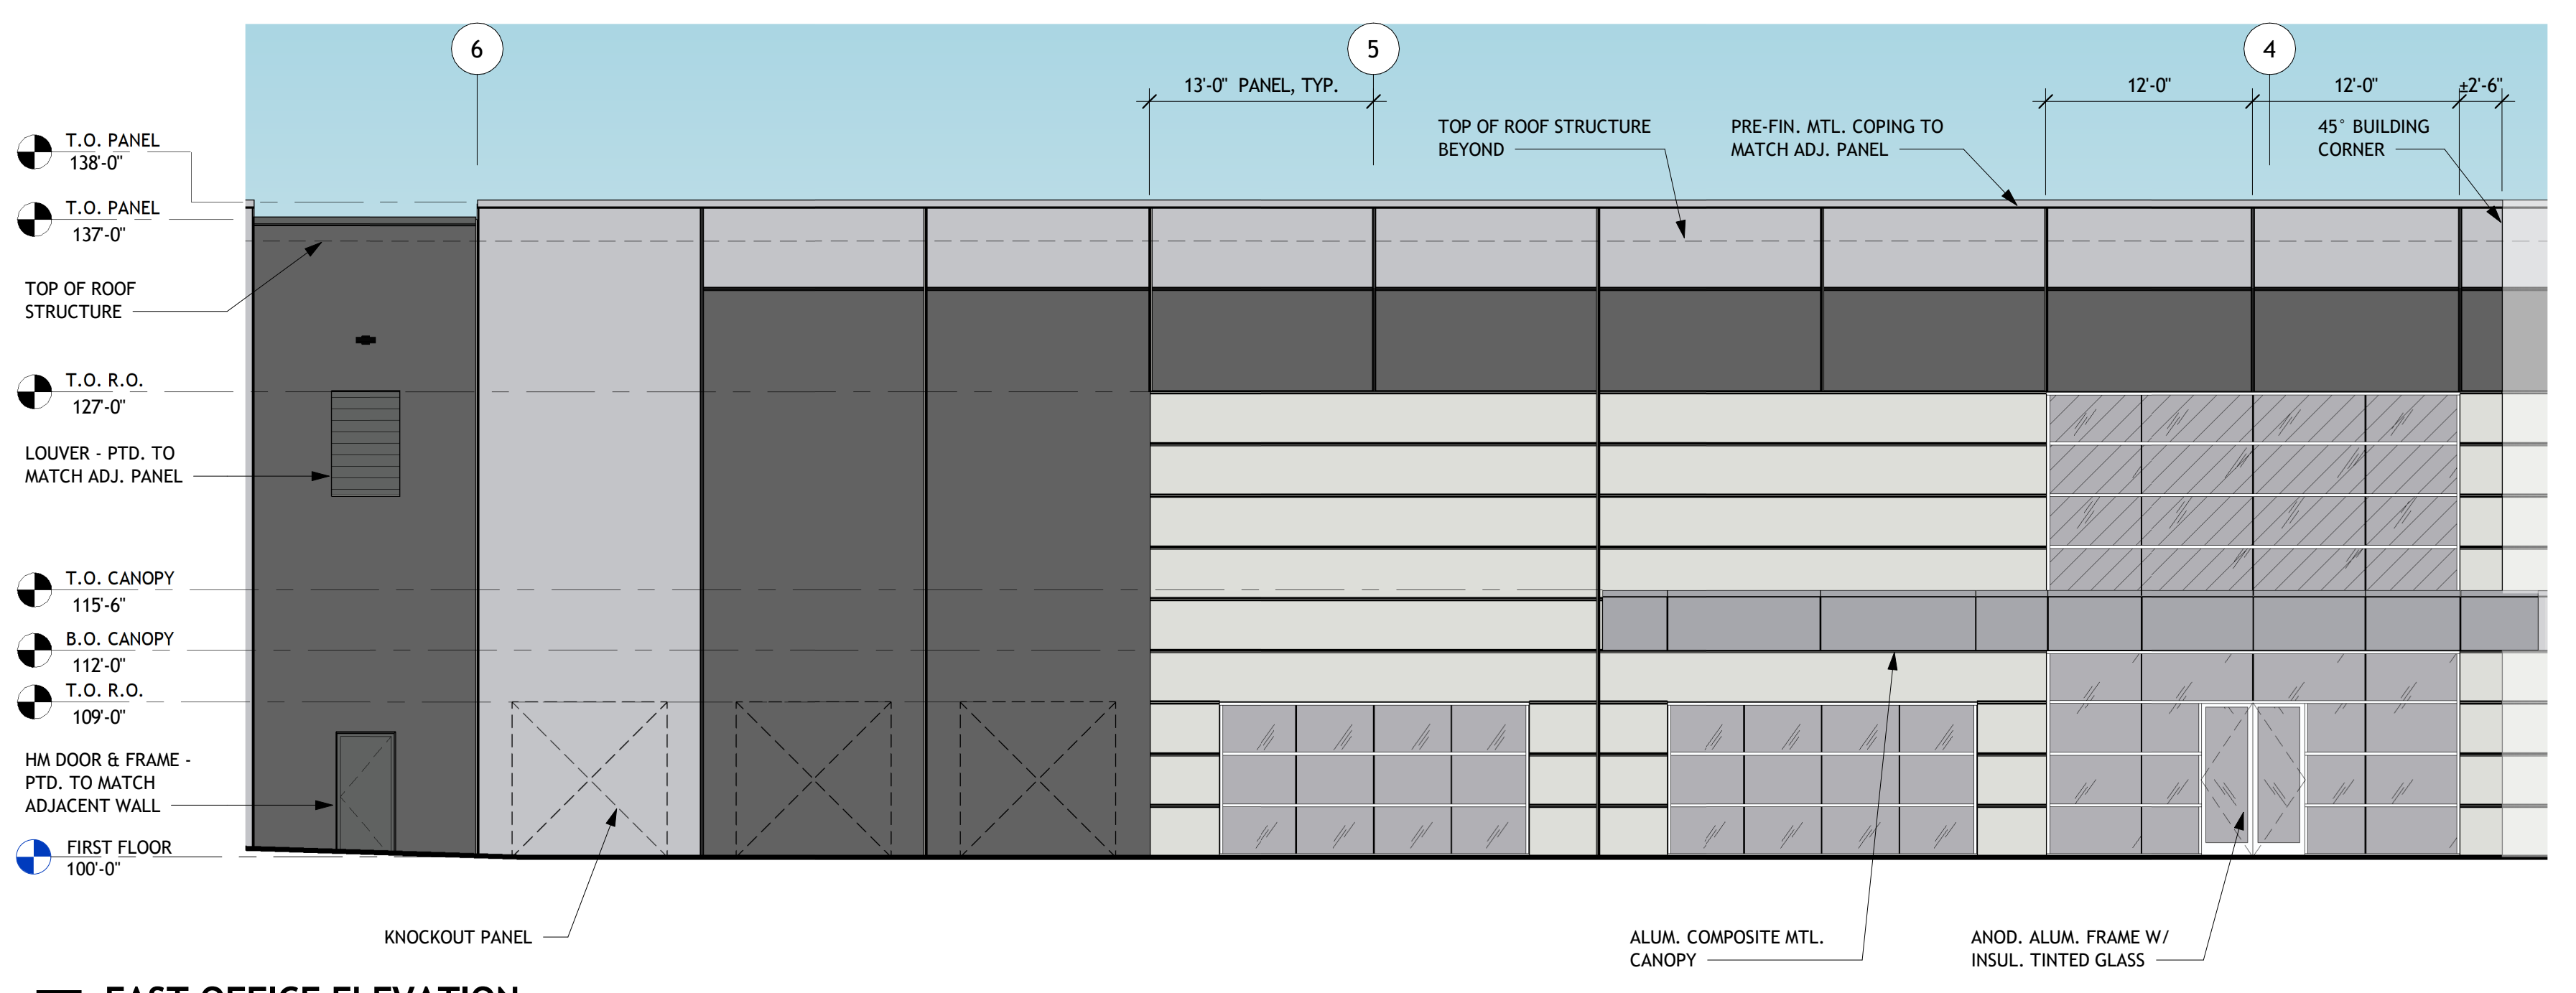 6
5
4
13'-0" PANEL, TYP.
12'-0"
12'-0"
±2'-6"
TOP OF ROOF STRUCTURE
BEYOND
PRE-FIN. MTL. COPING TO
MATCH ADJ. PANEL
45° BUILDING
CORNER
T.O. PANEL
138'-0"
T.O. PANEL
137'-0"
TOP OF ROOF
STRUCTURE
T.O. R.O.
127'-0"
LOUVER - PTD. TO
MATCH ADJ. PANEL
T.O. CANOPY
115'-6"
B.O. CANOPY
112'-0"
T.O. R.O.
109'-0"
HM DOOR & FRAME -
PTD. TO MATCH
ADJACENT WALL
FIRST FLOOR
100'-0"
KNOCKOUT PANEL
ALUM. COMPOSITE MTL.
CANOPY
ANOD. ALUM. FRAME W/
INSUL. TINTED GLASS
EAST OFFICE ELEVATION